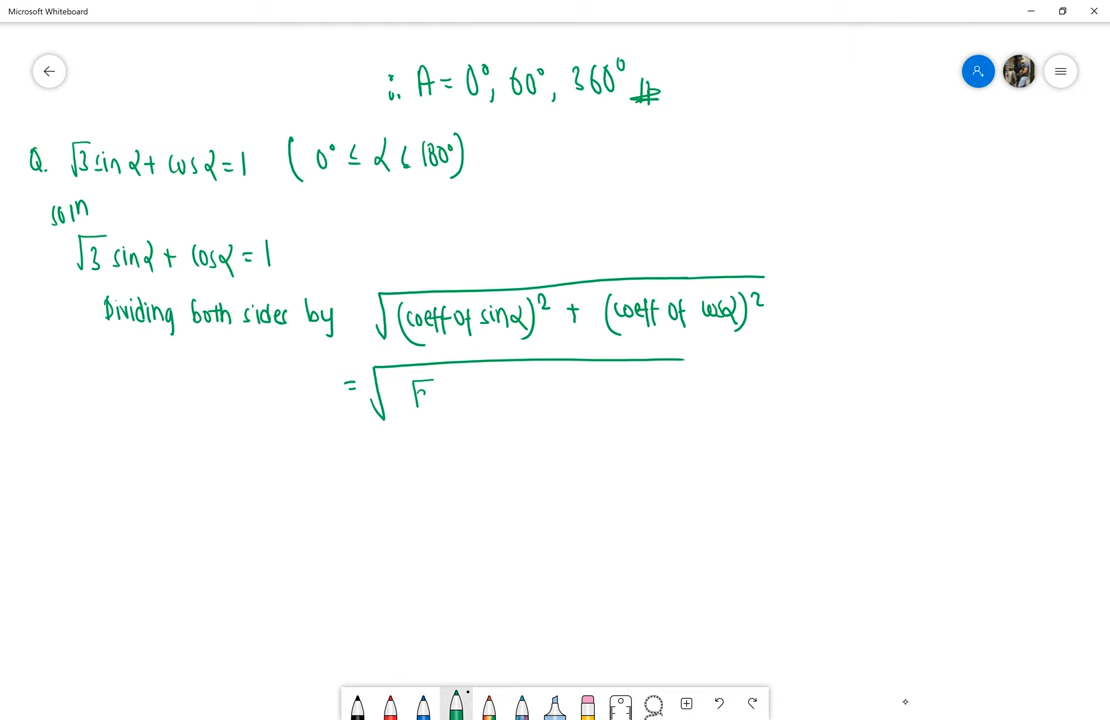 Microsoft Whiteboard
∴ A = 0°, 60°, 360°
Q. √3 sin α + cos α = 1 ( 0° ≤ α ≤ 180°)
soln
√3 sin α + cos α = 1
Dividing both sides by √(coeff of sin α)² + (coeff of cos α)²
= √